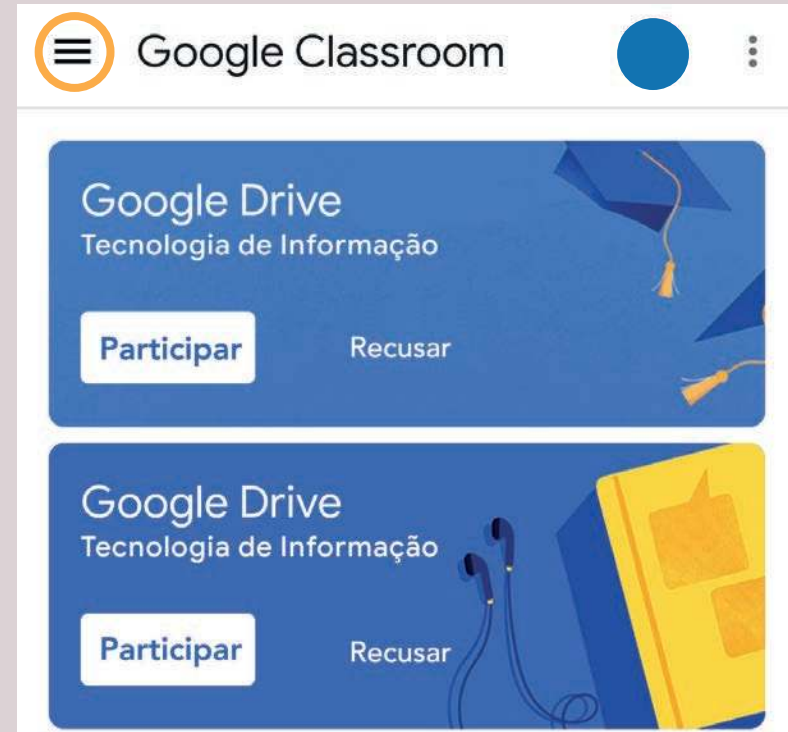 Google Classroom
Google Drive
Tecnologia de Informação
Participar Recusar
Google Drive
Tecnologia de Informação
Participar Recusar